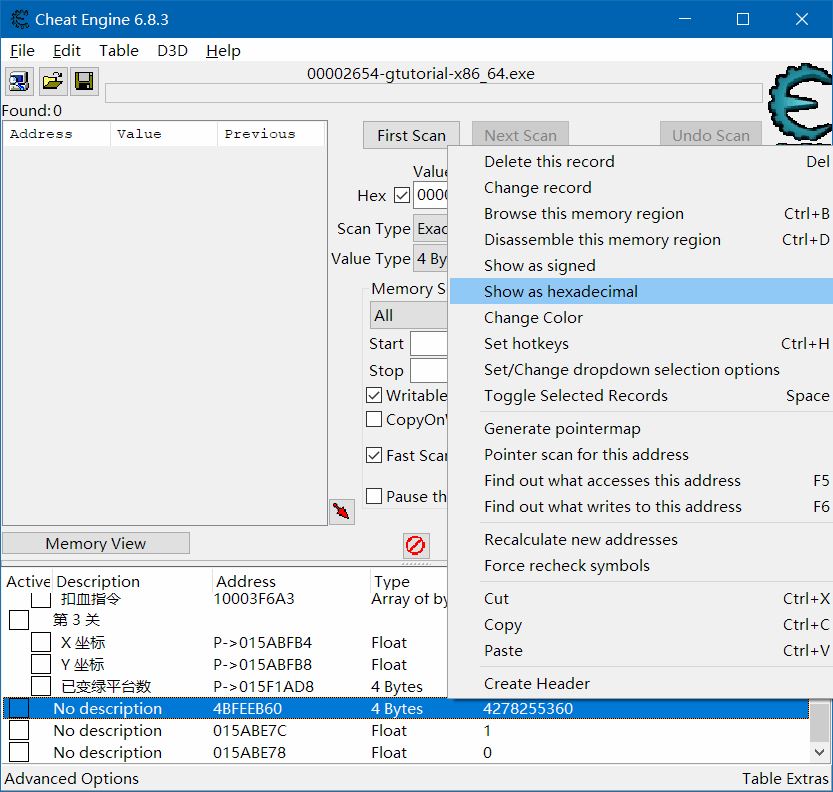 Cheat Engine 6.8.3
File Edit Table D3D Help
00002654-gtutorial-x86_64.exe
Found: 0
Address Value Previous
First Scan Next Scan Undo Scan
Valu
Hex 000
Scan Type Exac
Value Type 4 By
Memory S
All
Start
Stop
Writable
CopyOn
Fast Scar
Pause th
Memory View
Delete this record Del
Change record
Browse this memory region Ctrl+B
Disassemble this memory region Ctrl+D
Show as signed
Show as hexadecimal
Change Color
Set hotkeys Ctrl+H
Set/Change dropdown selection options
Toggle Selected Records Space
Generate pointermap
Pointer scan for this address
Find out what accesses this address F5
Find out what writes to this address F6
Recalculate new addresses
Force recheck symbols
Cut Ctrl+X
Copy Ctrl+C
Paste Ctrl+V
Create Header
Active Description Address Type
扣血指令 10003F6A3 Array of by
第 3 关
X 坐标 P->015ABFB4 Float
Y 坐标 P->015ABFB8 Float
已变绿平台数 P->015F1AD8 4 Bytes
No description 4BFEEB60 4 Bytes 4278255360
No description 015ABE7C Float 1
No description 015ABE78 Float 0
Advanced Options Table Extras